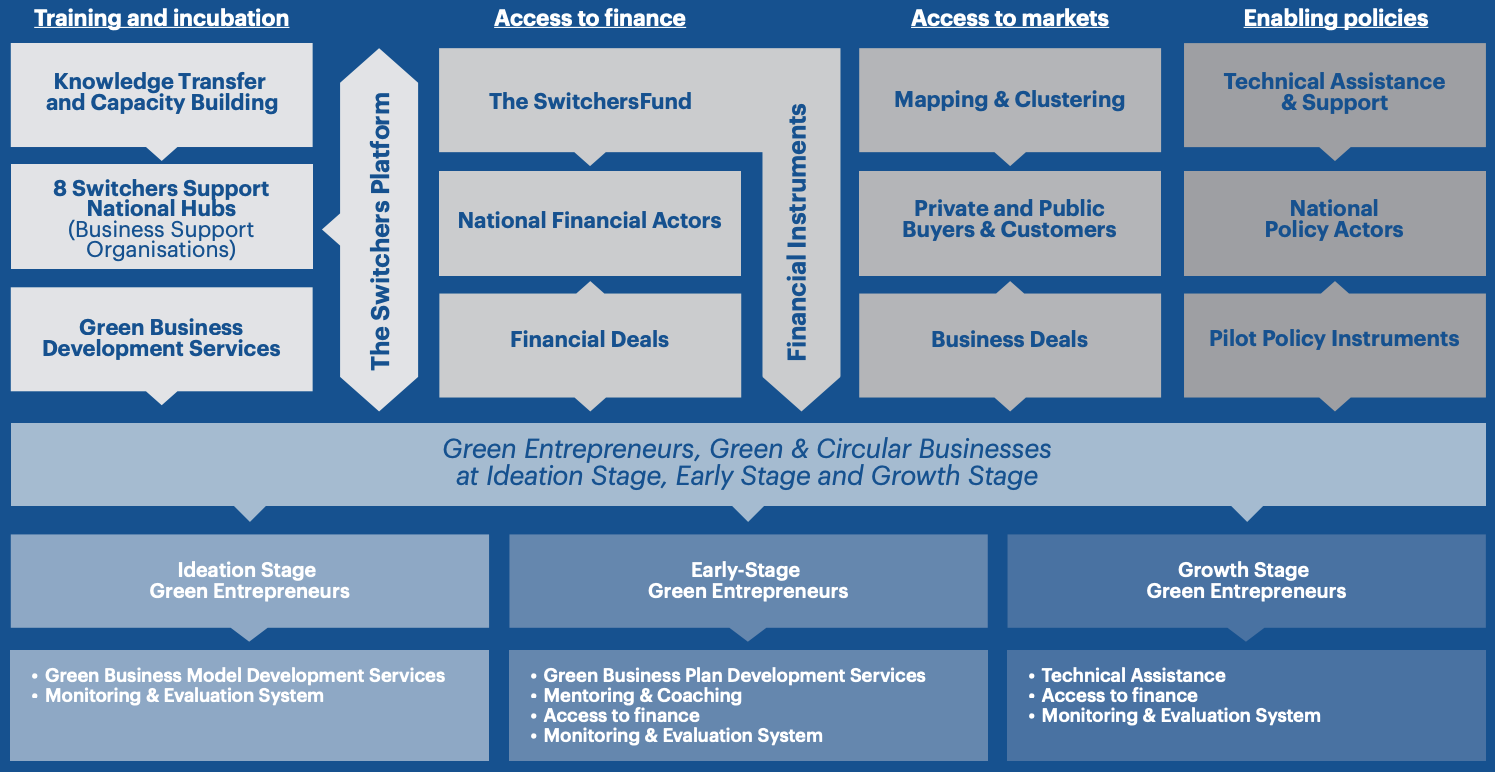 Training and incubation
Knowledge Transfer
and Capacity Building
8 Switchers Support
National Hubs
(Business Support
Organisations)
Green Business
Development Services
The Switchers Platform
Access to finance
The SwitchersFund
National Financial Actors
Financial Deals
Financial Instruments
Access to markets
Mapping & Clustering
Private and Public
Buyers & Customers
Business Deals
Enabling policies
Technical Assistance
& Support
National
Policy Actors
Pilot Policy Instruments
Green Entrepreneurs, Green & Circular Businesses
at Ideation Stage, Early Stage and Growth Stage
Ideation Stage
Green Entrepreneurs
• Green Business Model Development Services
• Monitoring & Evaluation System
Early-Stage
Green Entrepreneurs
• Green Business Plan Development Services
• Mentoring & Coaching
• Access to finance
• Monitoring & Evaluation System
Growth Stage
Green Entrepreneurs
• Technical Assistance
• Access to finance
• Monitoring & Evaluation System